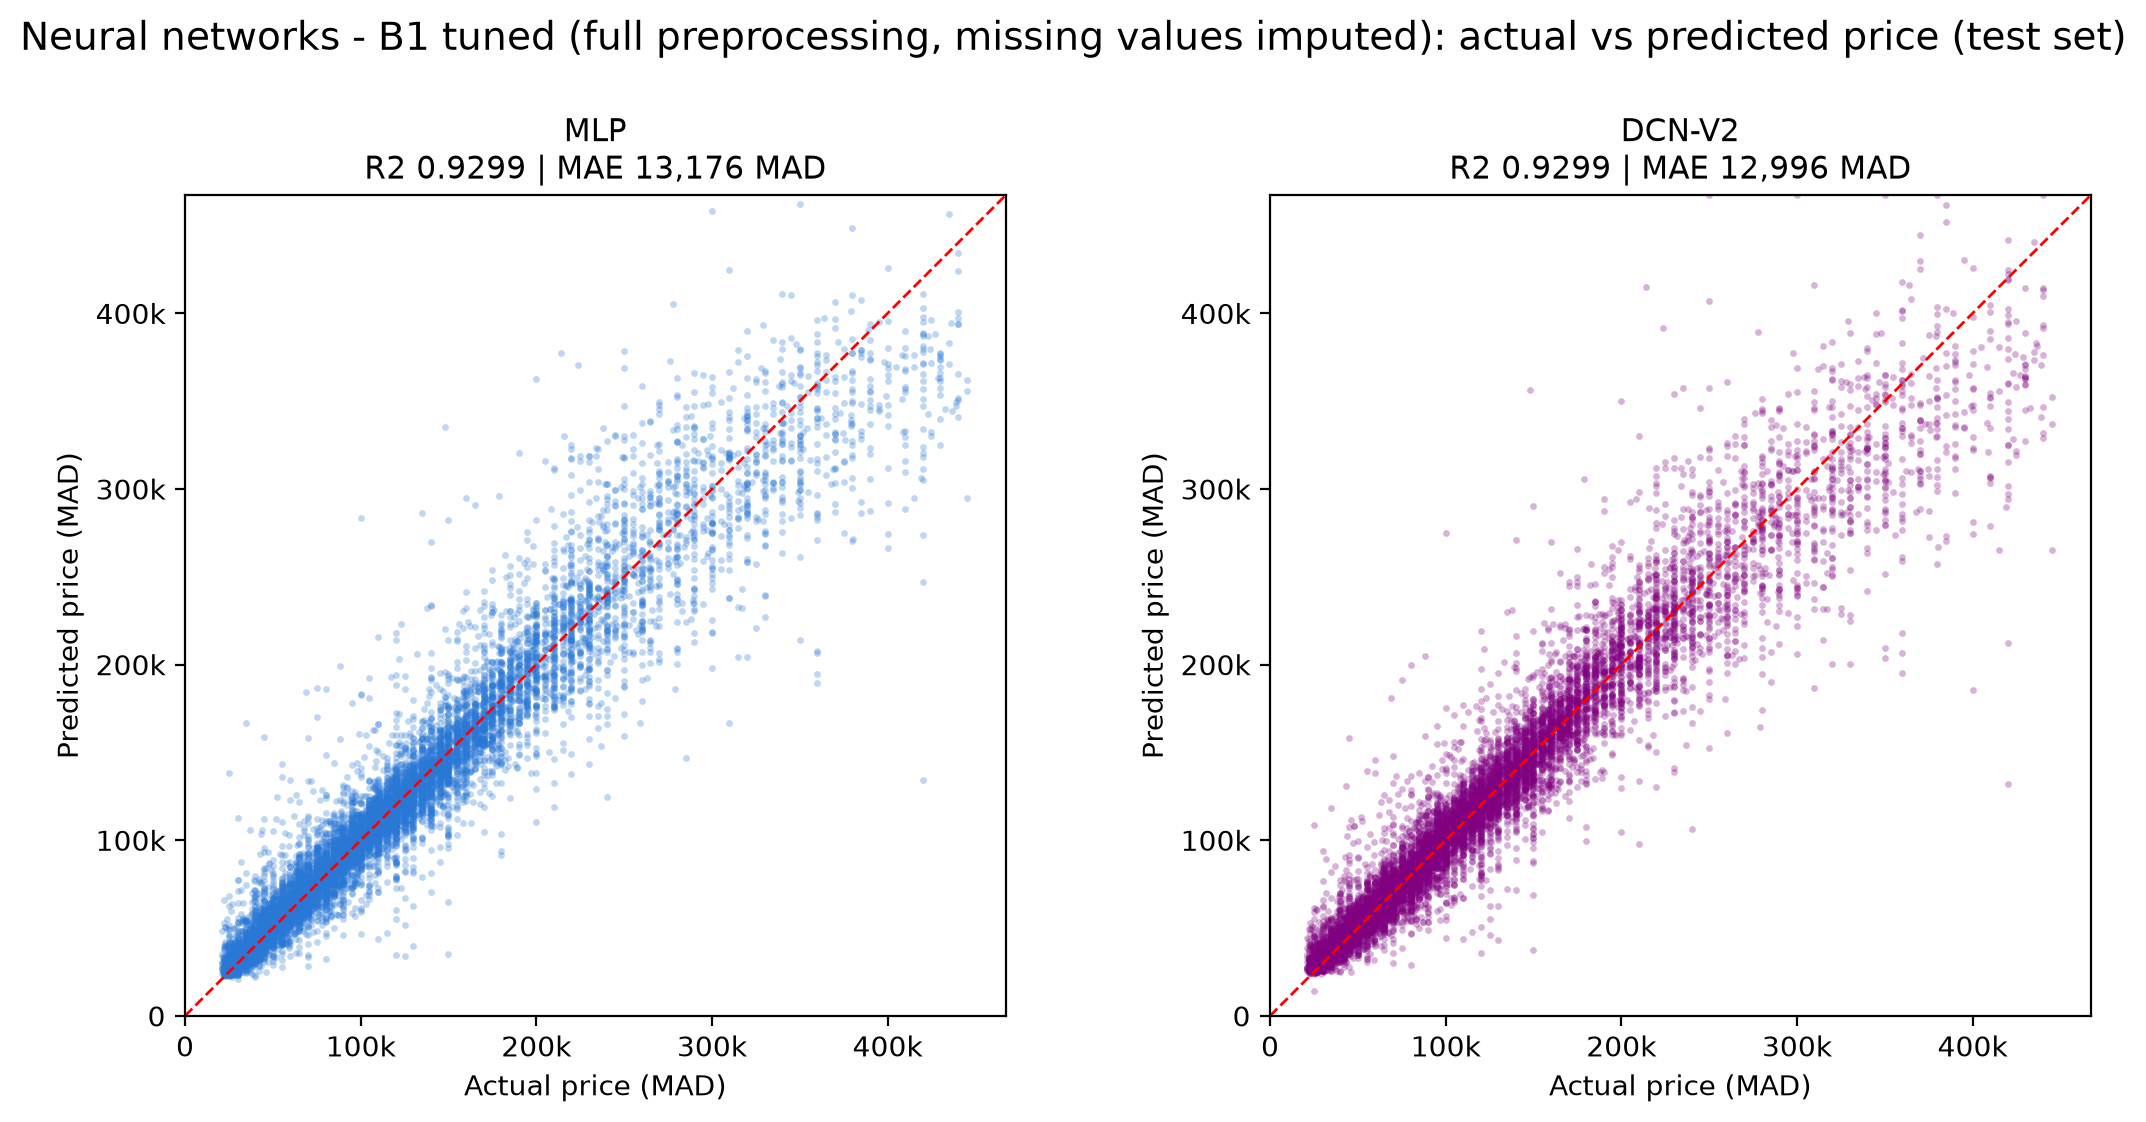 Neural networks - B1 tuned (full preprocessing, missing values imputed): actual vs predicted price (test set)
MLP
R2 0.9299 | MAE 13,176 MAD
400k
300k
200k
100k
0
Predicted price (MAD)
0 100k 200k 300k 400k
Actual price (MAD)
DCN-V2
R2 0.9299 | MAE 12,996 MAD
400k
300k
200k
100k
0
Predicted price (MAD)
0 100k 200k 300k 400k
Actual price (MAD)